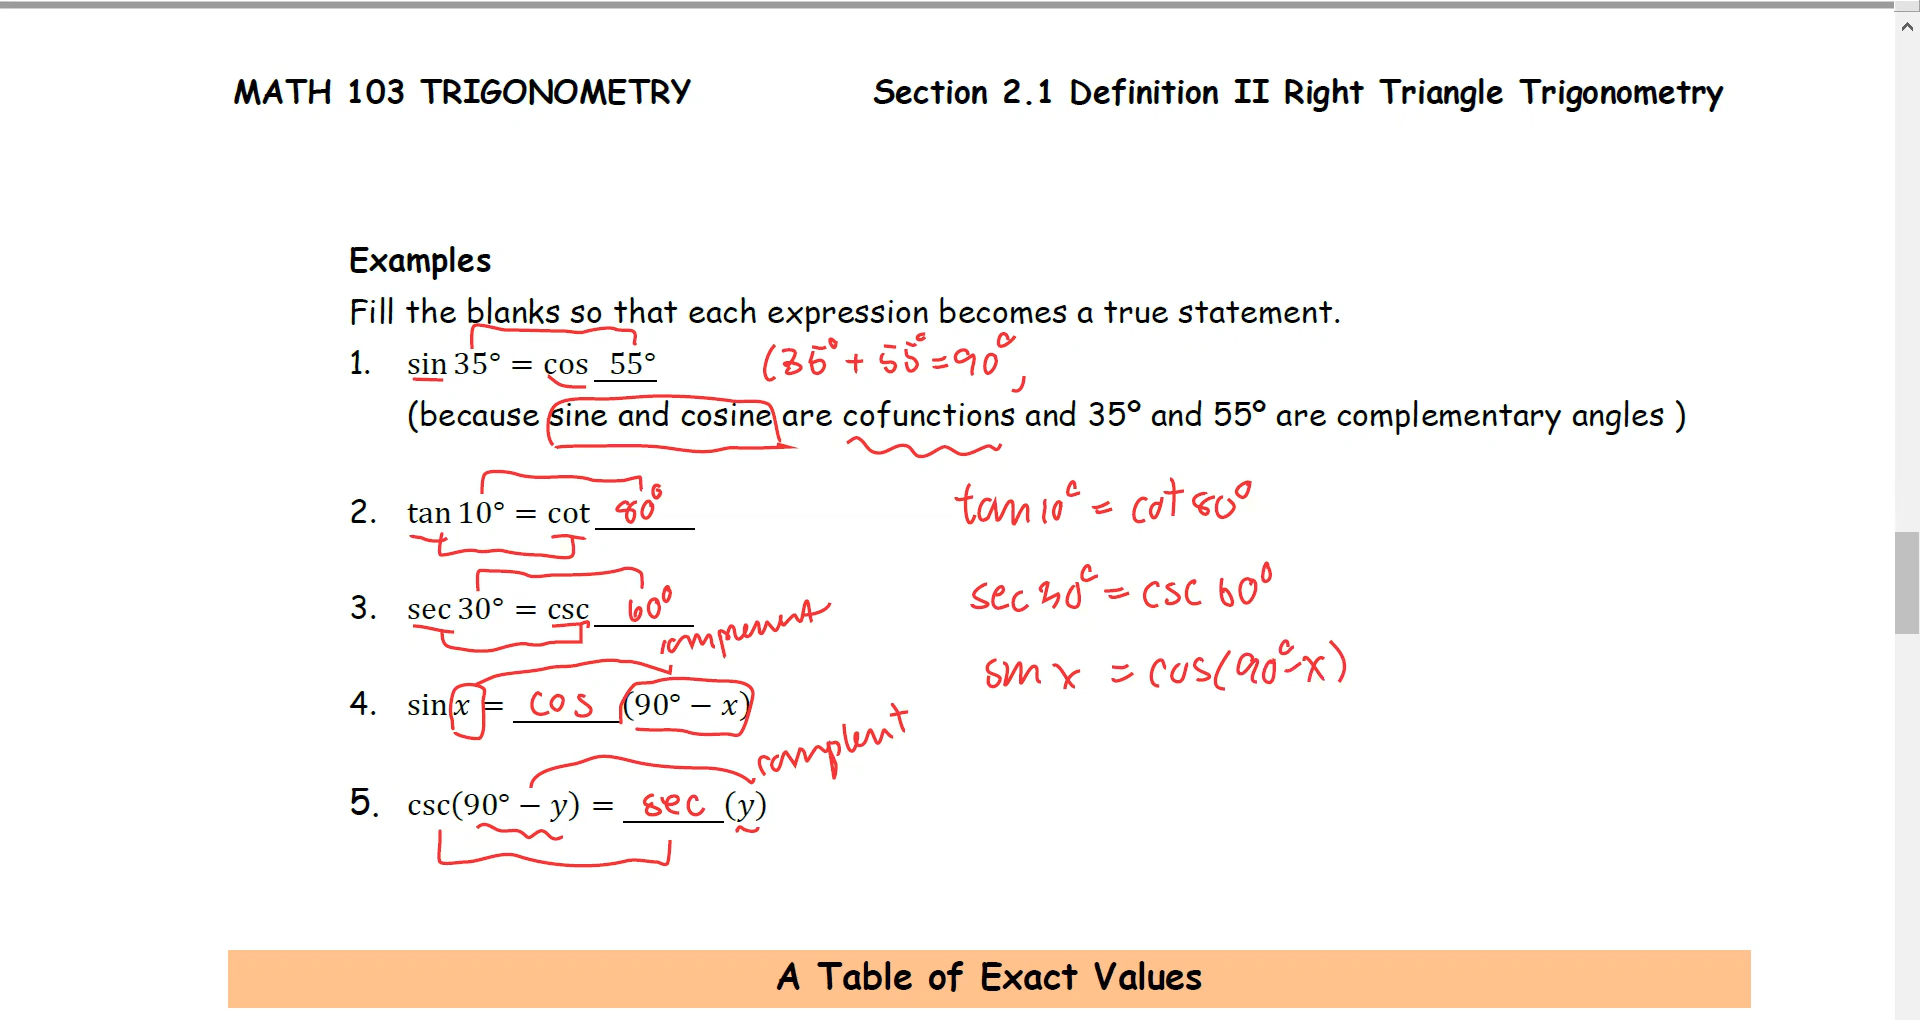 MATH 103 TRIGONOMETRY Section 2.1 Definition II Right Triangle Trigonometry
Examples
Fill the blanks so that each expression becomes a true statement.
1. sin 35° = cos 55° (35° + 55° = 90°)
(because sine and cosine are cofunctions and 35° and 55° are complementary angles )
2. tan 10° = cot 80° tan 10° = cot 80°
3. sec 30° = csc 60° sec 30° = csc 60°
complement
4. sin x = cos (90° − x) sin x = cos(90° − x)
complent
5. csc(90° − y) = sec (y)
A Table of Exact Values